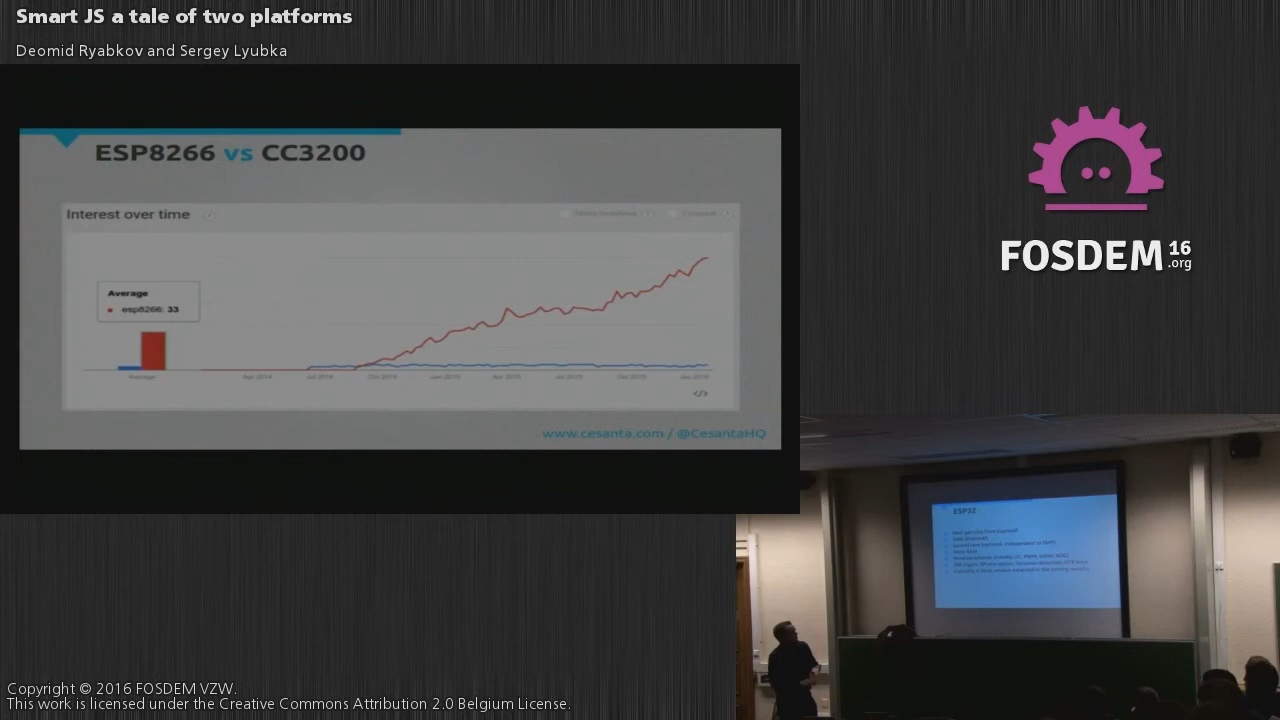 Smart JS a tale of two platforms
Deomid Ryabkov and Sergey Lyubka
ESP8266 vs CC3200
Interest over time
Average
esp8266: 33
Average
Apr 2014
Jul 2014
Oct 2014
Jan 2015
Apr 2015
Jul 2015
Oct 2015
Jan 2016
</>
www.cesanta.com / @CesantaHQ
FOSDEM 16
.org
ESP32
Copyright © 2016 FOSDEM VZW.
This work is licensed under the Creative Commons Attribution 2.0 Belgium License.